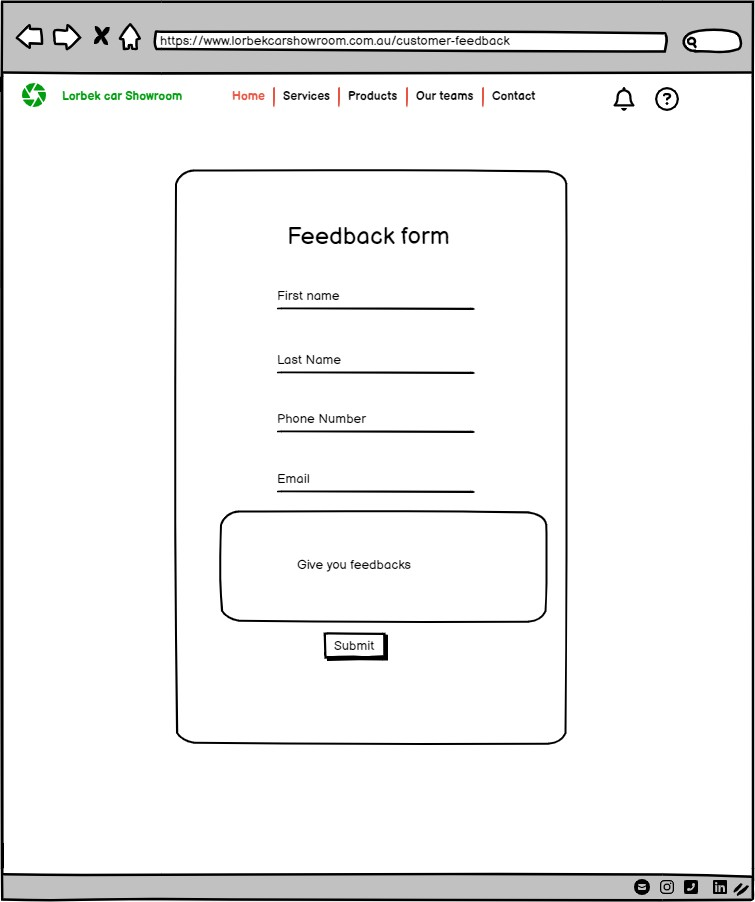 https://www.lorbekcarshowroom.com.au/customer-feedback
Lorbek car Showroom Home Services Products Our teams Contact
Feedback form
First name
Last Name
Phone Number
Email
Give you feedbacks
Submit